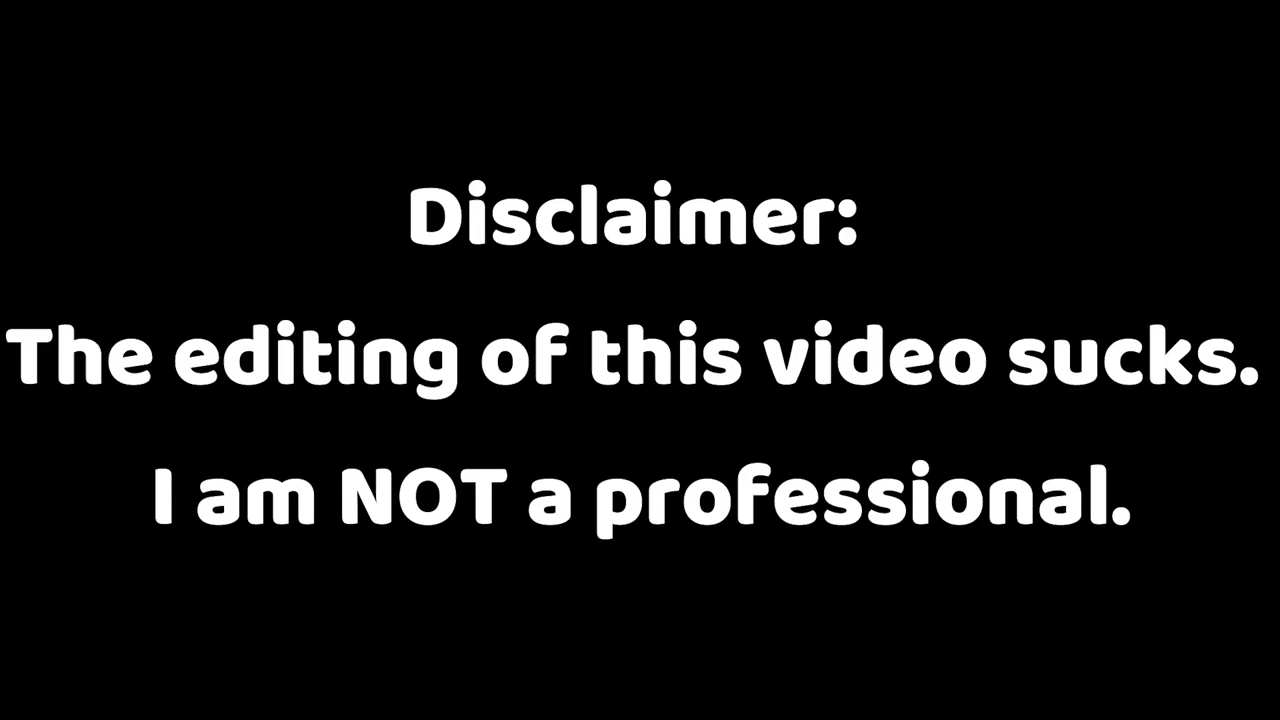 Disclaimer:
The editing of this video sucks.
I am NOT a professional.